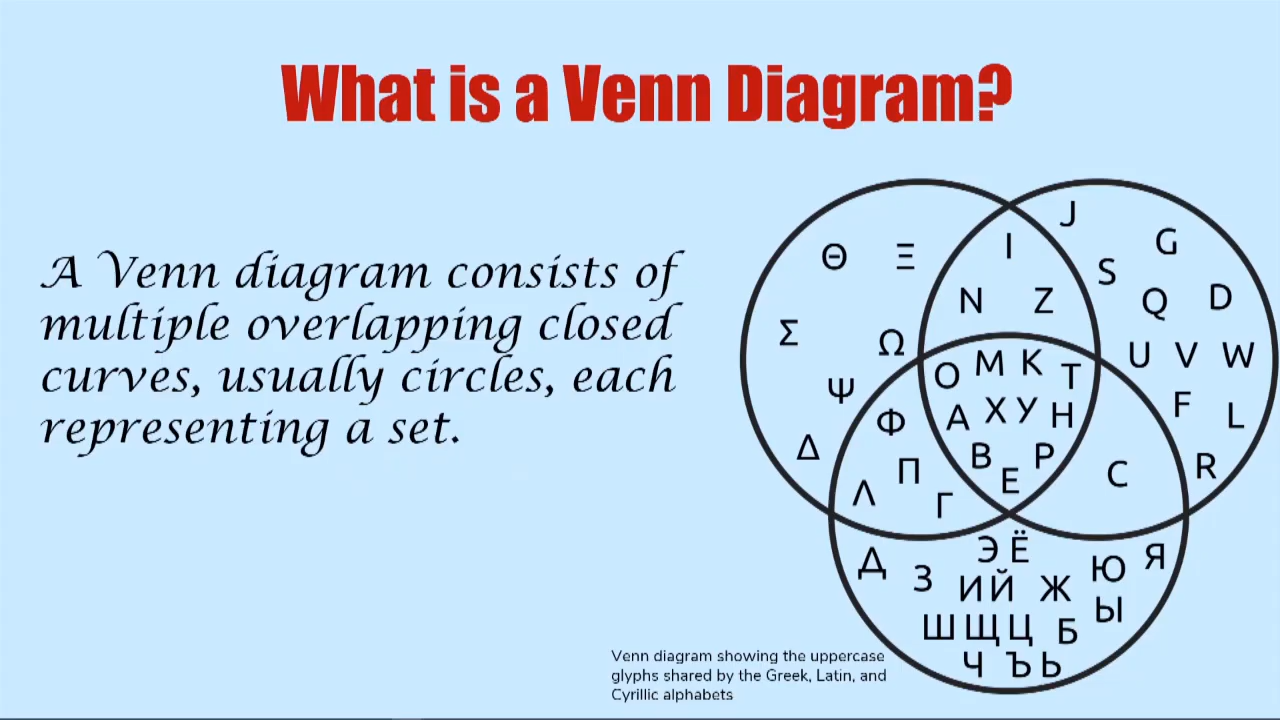 What is a Venn Diagram?
A Venn diagram consists of
multiple overlapping closed
curves, usually circles, each
representing a set.
Θ Ξ
Σ
Ω
Ψ
Δ
I
N Z
J
G
S
Q D
U V W
F
L
R
O M K T
A X У H
B P
E
Φ
Π
Λ
Γ
C
Э Ё
Д
З
И Й Ж
Ю Я
Ы
Ш Щ Ц Б
Ч Ъ Ь
Venn diagram showing the uppercase
glyphs shared by the Greek, Latin, and
Cyrillic alphabets